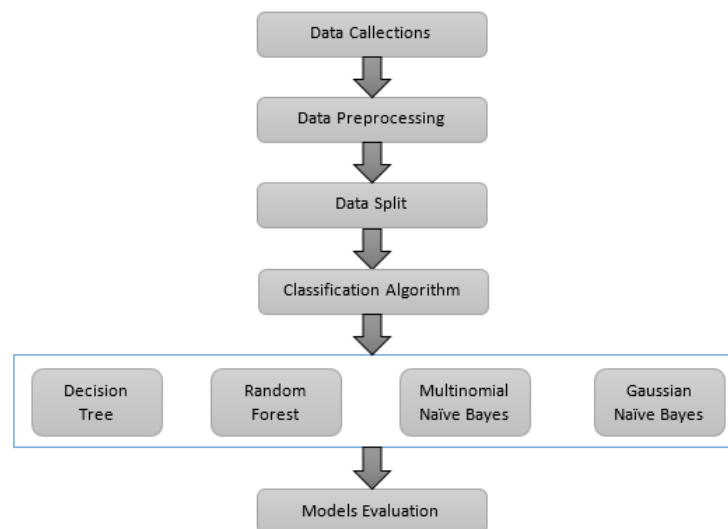 Data Callections
Data Preprocessing
Data Split
Classification Algorithm
Decision
Tree
Random
Forest
Multinomial
Naïve Bayes
Gaussian
Naïve Bayes
Models Evaluation